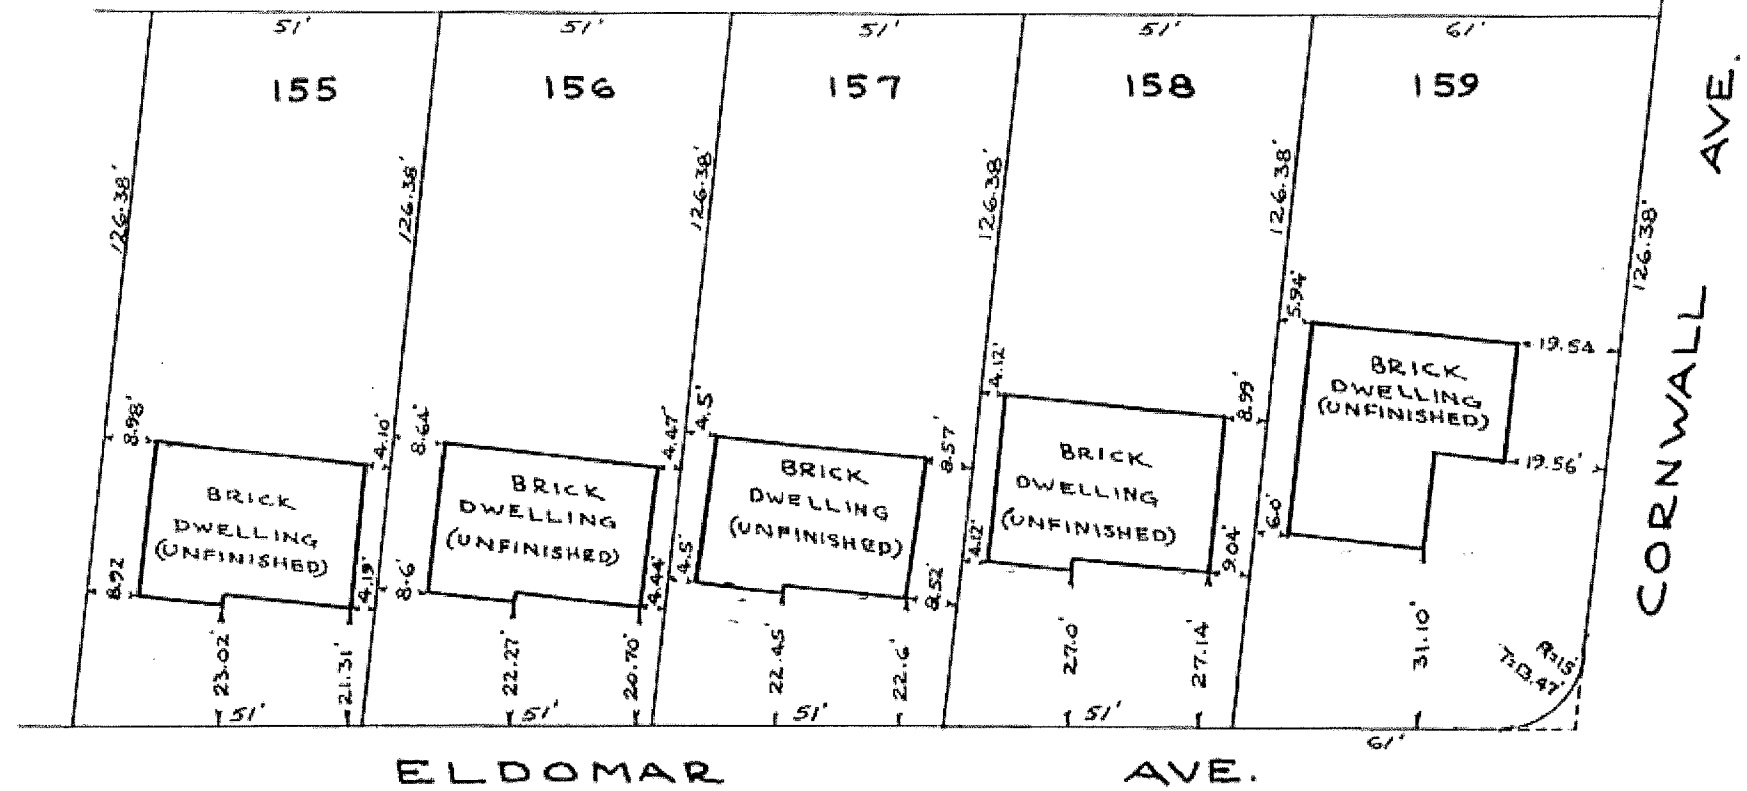 51' 51' 51' 51' 61'
155 156 157 158 159
126.38' 126.38' 126.38' 126.38' 126.38' 126.38'
CORNWALL AVE.
8.98' 4.10' 8.64' 4.47' 4.5' 8.57' 4.12' 8.99' 5.94' 19.54
BRICK
DWELLING
(UNFINISHED)
BRICK
DWELLING
(UNFINISHED)
BRICK
DWELLING
(UNFINISHED)
BRICK
DWELLING
(UNFINISHED)
BRICK
DWELLING
(UNFINISHED)
8.92 4.19' 8.6' 4.44' 4.5' 8.52' 4.12' 9.04' 6.0' 19.56'
23.02' 21.31' 22.27' 20.70' 22.45' 22.6' 27.0' 27.14' 31.10'
R=15'
T=13.47'
51' 51' 51' 51' 61'
ELDOMAR AVE.